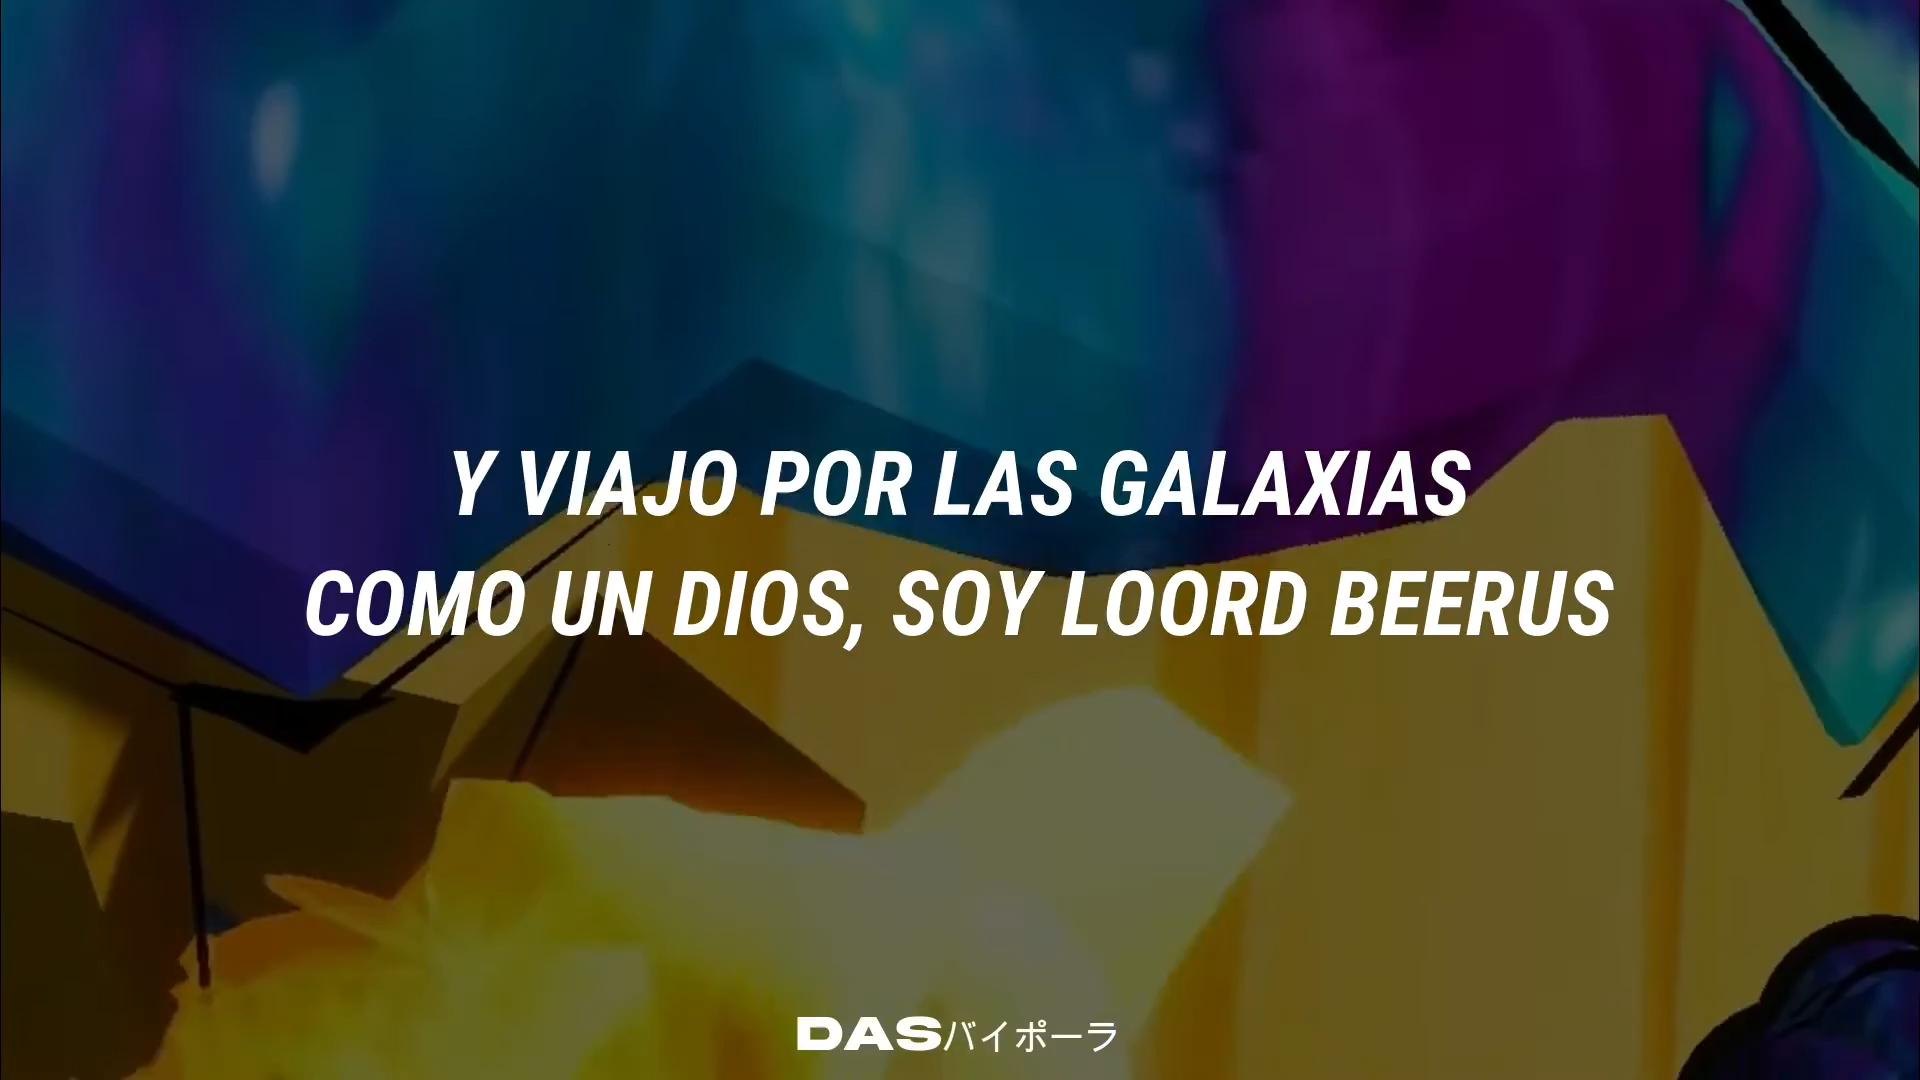 Y VIAJO POR LAS GALAXIAS
COMO UN DIOS, SOY LOORD BEERUS
DASバイポーラ